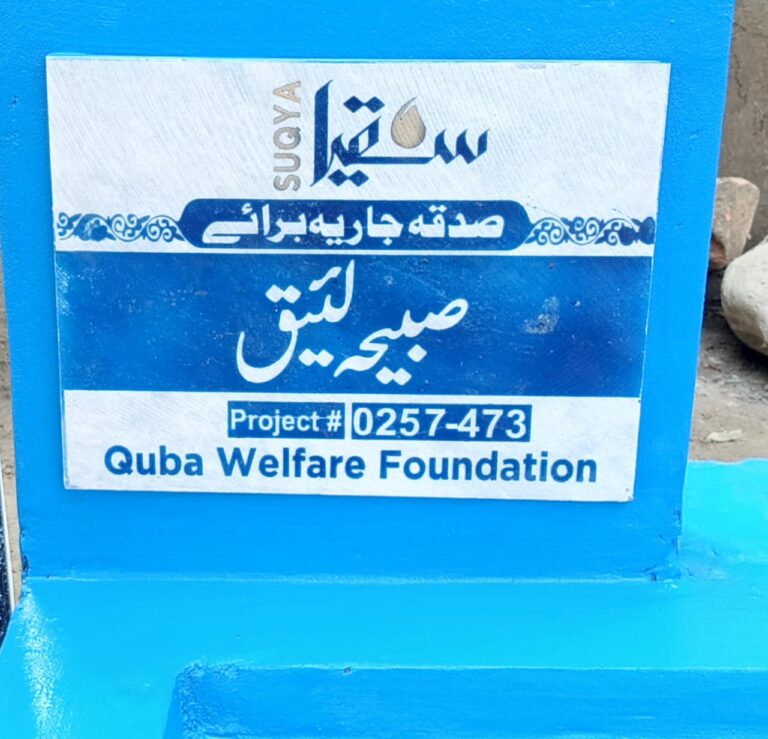 SUQYA سقیا
صدقہ جاریہ برائے
صبیحہ لئیق
Project # 0257-473
Quba Welfare Foundation